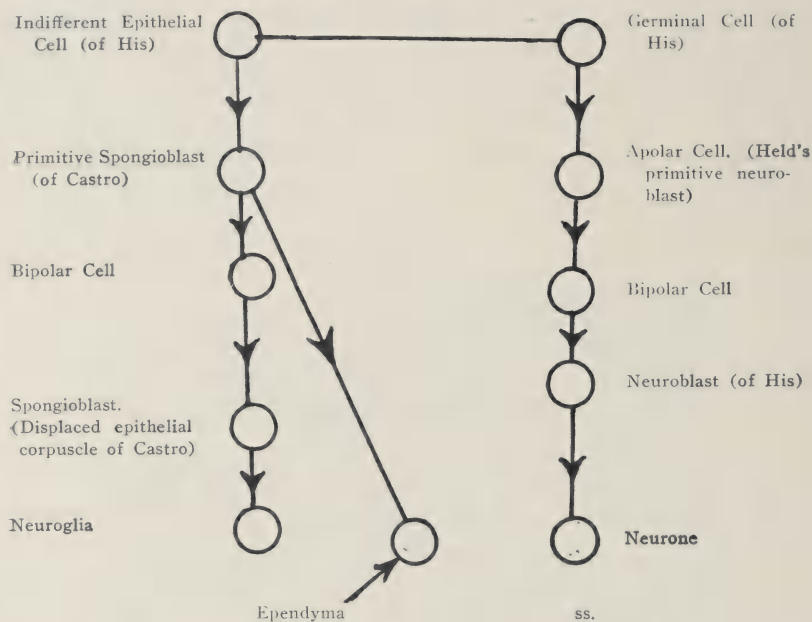 Indifferent Epithelial
Cell (of His)
Germinal Cell (of
His)
Primitive Spongioblast
(of Castro)
Apolar Cell. (Held's
primitive neuro-
blast)
Bipolar Cell
Bipolar Cell
Neuroblast (of His)
Spongioblast.
(Displaced epithelial
corpuscle of Castro)
Neuroglia
Neurone
Ependyma
ss.